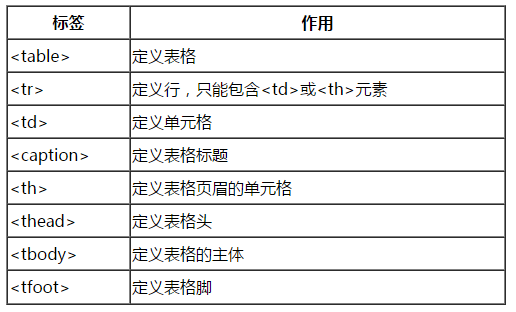 标签 作用
<table> 定义表格
<tr> 定义行，只能包含<td>或<th>元素
<td> 定义单元格
<caption> 定义表格标题
<th> 定义表格页眉的单元格
<thead> 定义表格头
<tbody> 定义表格的主体
<tfoot> 定义表格脚